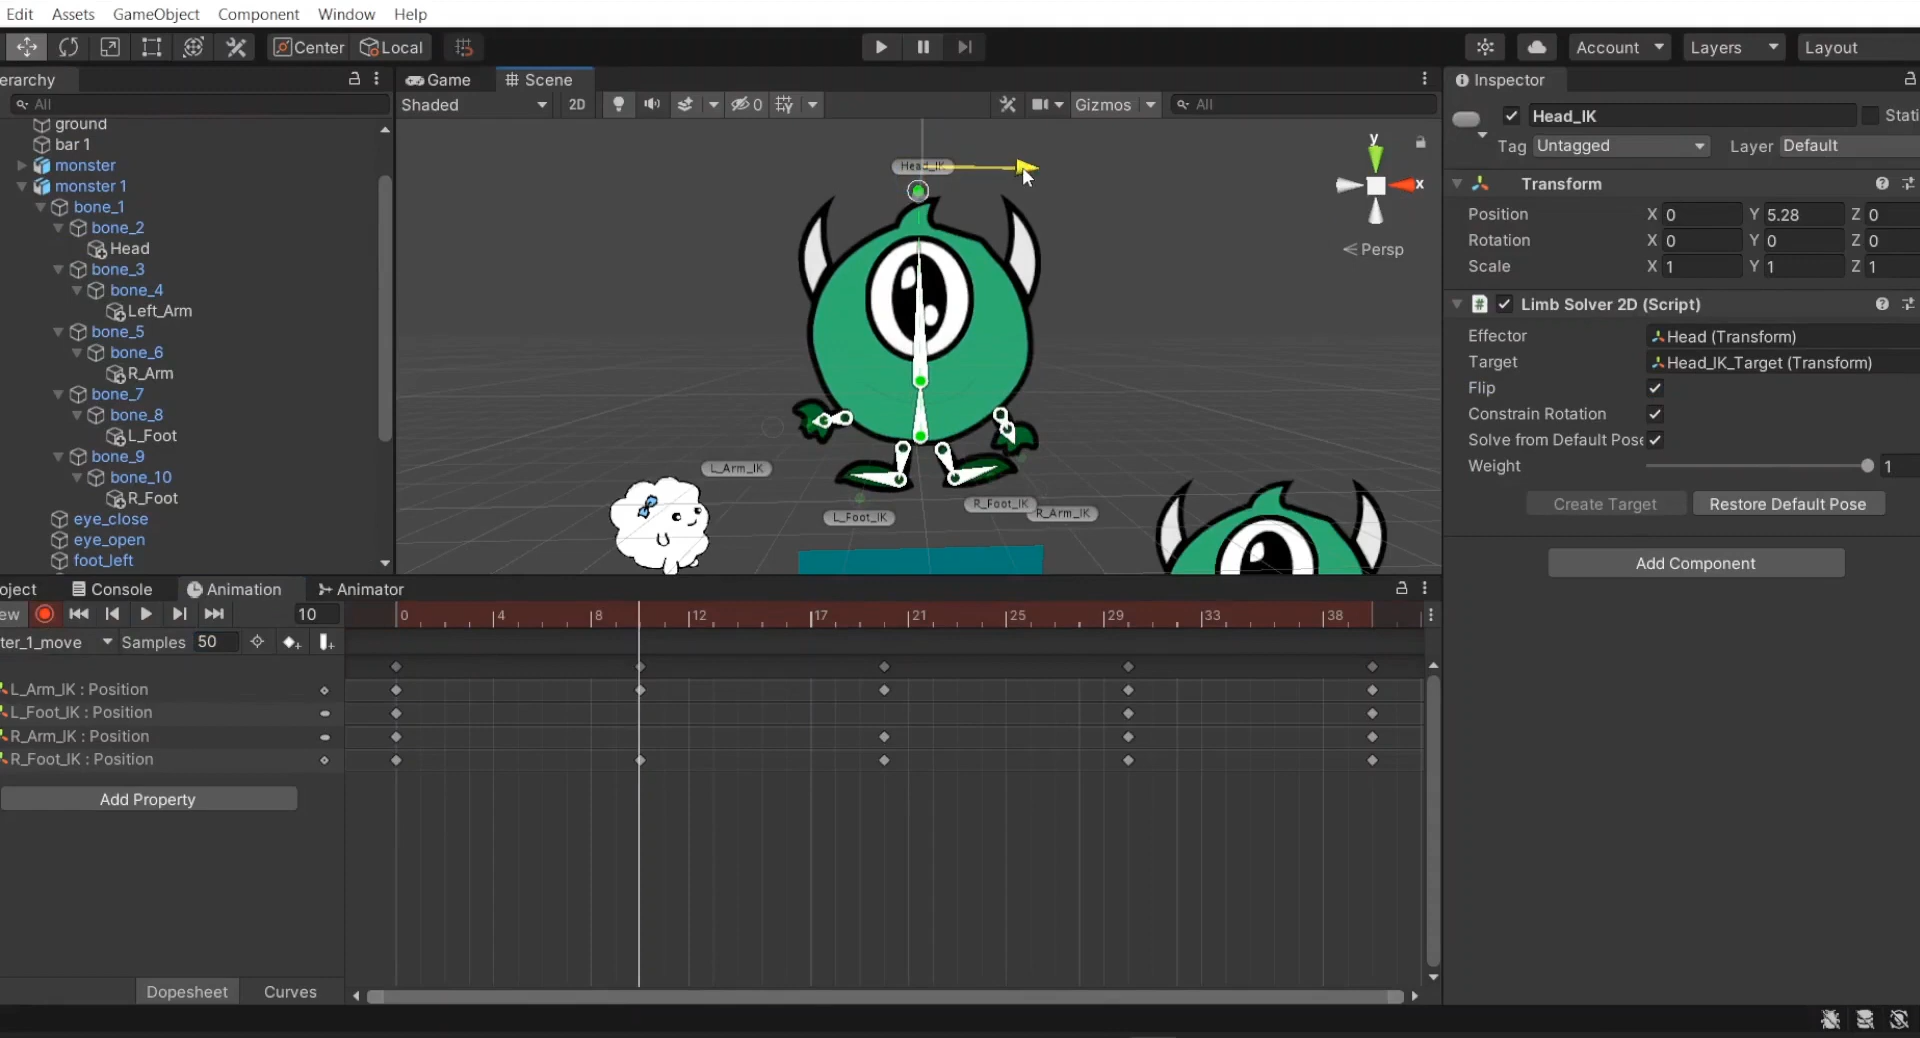 Edit Assets GameObject Component Window Help
Center Local Account Layers Layout
erarchy Game Scene Inspector
All Shaded 2D 0 Gizmos All
ground
bar 1
monster
monster 1
bone_1
bone_2
Head
bone_3
bone_4
Left_Arm
bone_5
bone_6
R_Arm
bone_7
bone_8
L_Foot
bone_9
bone_10
R_Foot
eye_close
eye_open
foot_left
Head_IK
y
x
Persp
L_Arm_IK
R_Foot_IK
R_Arm_IK
L_Foot_IK
Head_IK Stati
Tag Untagged Layer Default
Transform
Position X 0 Y 5.28 Z 0
Rotation X 0 Y 0 Z 0
Scale X 1 Y 1 Z 1
# Limb Solver 2D (Script)
Effector Head (Transform)
Target Head_IK_Target (Transform)
Flip
Constrain Rotation
Solve from Default Pose
Weight 1
Create Target Restore Default Pose
Add Component
oject Console Animation Animator
ew 10 0 4 8 12 17 21 25 29 33 38
ter_1_move Samples 50
L_Arm_IK : Position
L_Foot_IK : Position
R_Arm_IK : Position
R_Foot_IK : Position
Add Property
Dopesheet Curves